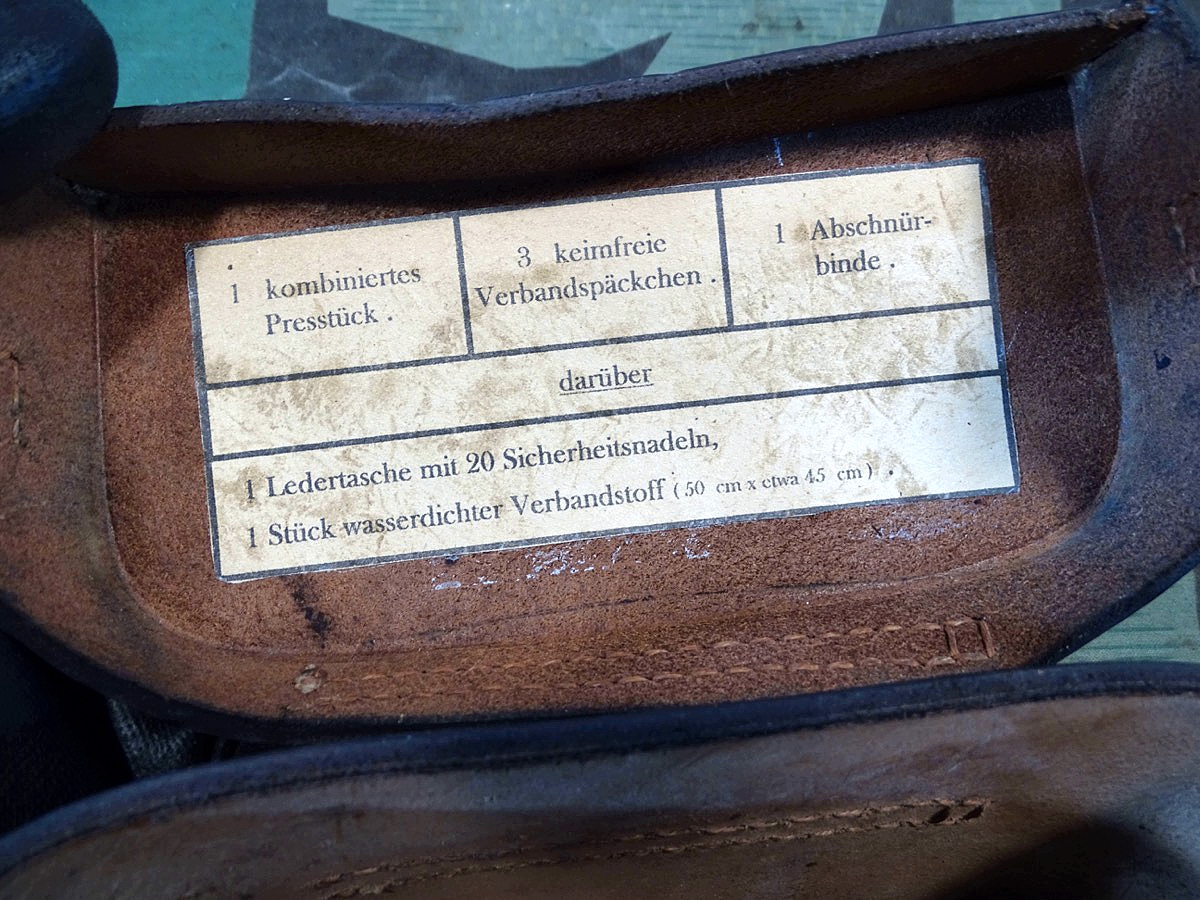 1 kombiniertes
Presstück .
3 keimfreie
Verbandspäckchen .
1 Abschnür-
binde .
darüber
1 Ledertasche mit 20 Sicherheitsnadeln,
1 Stück wasserdichter Verbandstoff ( 50 cm x etwa 45 cm ) .